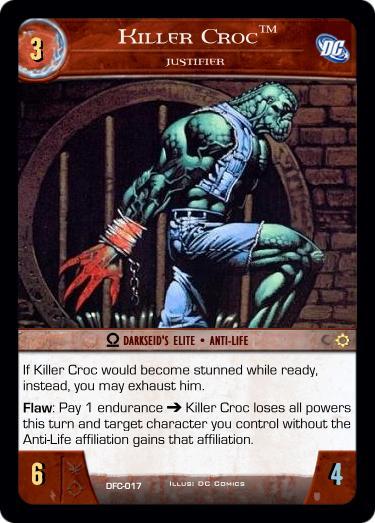 3
KILLER CROC™
DC
JUSTIFIER
DARKSEID'S ELITE • ANTI-LIFE
If Killer Croc would become stunned while ready,
instead, you may exhaust him.
Flaw: Pay 1 endurance ➔ Killer Croc loses all powers
this turn and target character you control without the
Anti-Life affiliation gains that affiliation.
6
DFC-017
ILLUS: DC COMICS
4